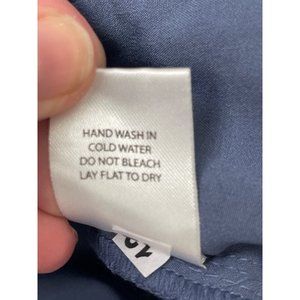 HAND WASH IN
COLD WATER
DO NOT BLEACH
LAY FLAT TO DRY